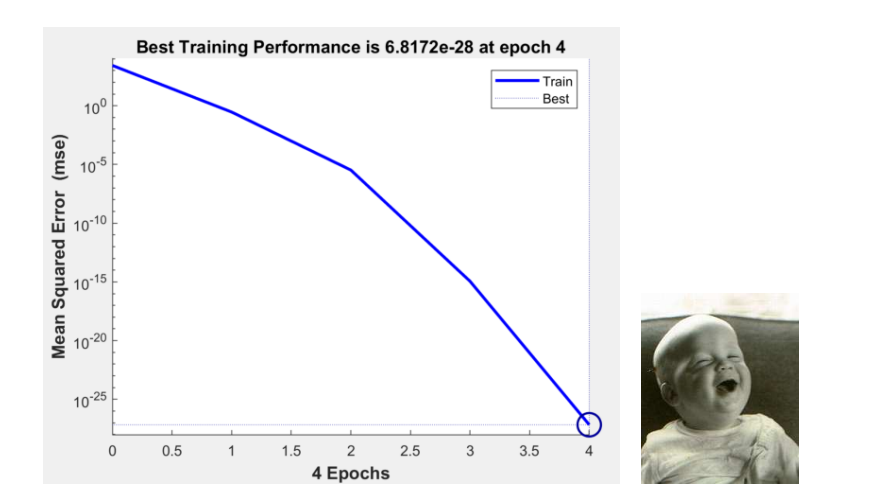 Best Training Performance is 6.8172e-28 at epoch 4
Train
Best
10^0
10^-5
10^-10
10^-15
10^-20
10^-25
Mean Squared Error (mse)
0 0.5 1 1.5 2 2.5 3 3.5 4
4 Epochs